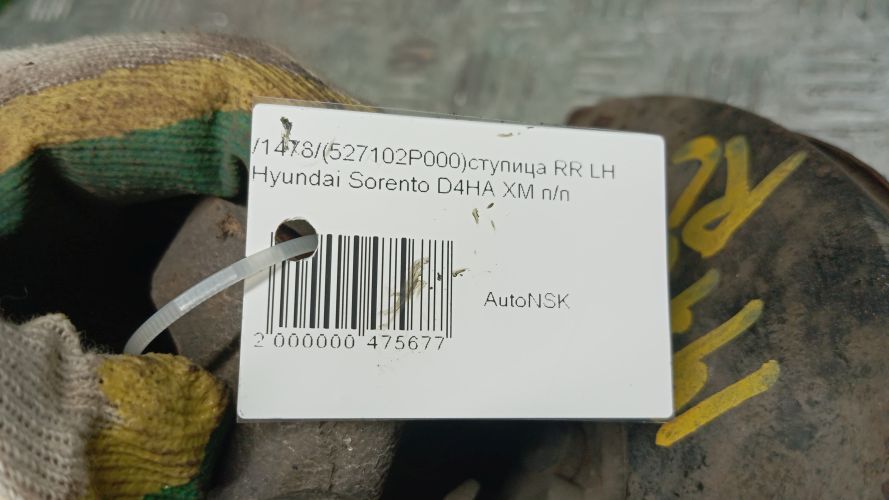 /1478/(527102P000)ступица RR LH
Hyundai Sorento D4HA XM п/п
AutoNSK
2 000000 475677